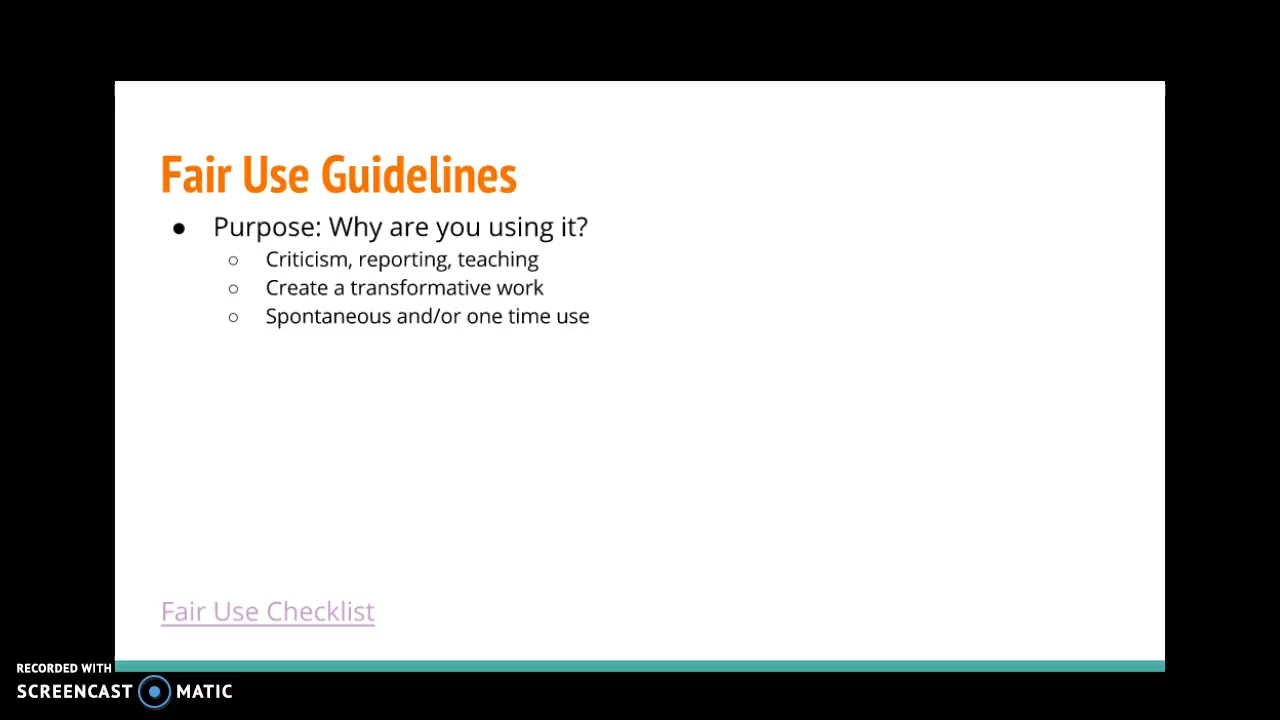 Fair Use Guidelines
● Purpose: Why are you using it?
○ Criticism, reporting, teaching
○ Create a transformative work
○ Spontaneous and/or one time use
Fair Use Checklist
RECORDED WITH
SCREENCAST MATIC